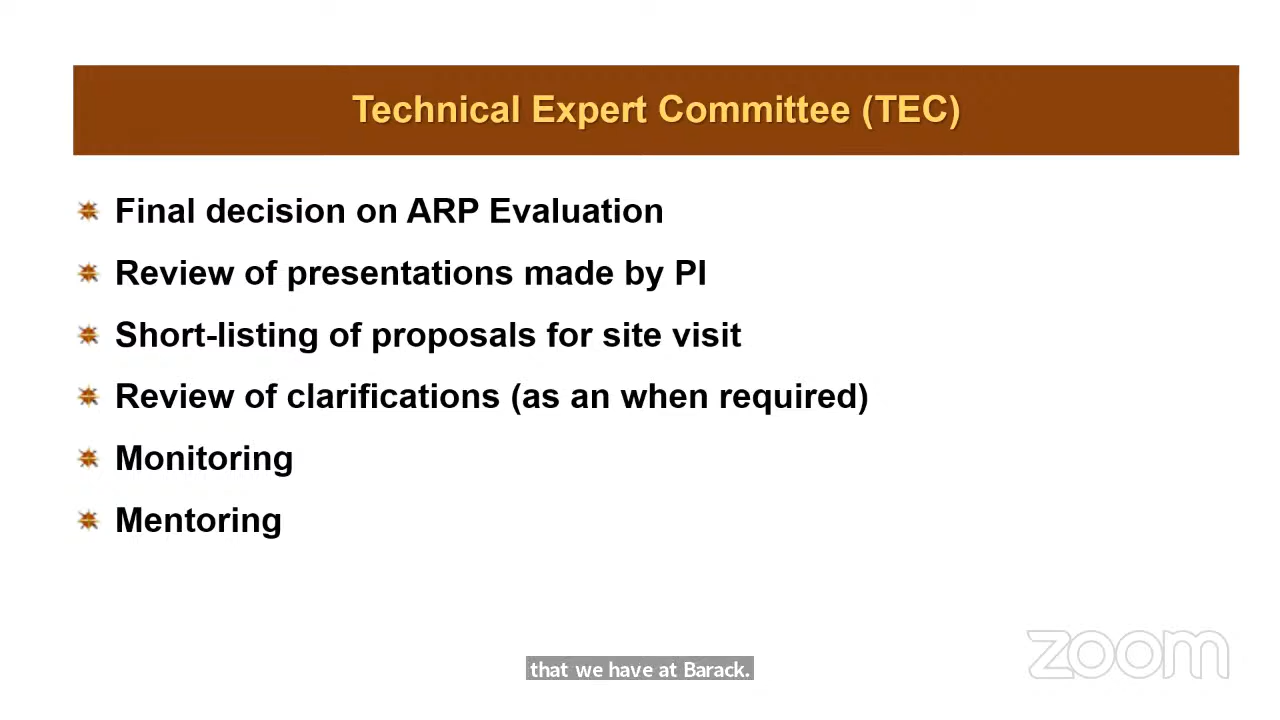 Technical Expert Committee (TEC)
Final decision on ARP Evaluation
Review of presentations made by PI
Short-listing of proposals for site visit
Review of clarifications (as an when required)
Monitoring
Mentoring
zoom
that we have at Barack.